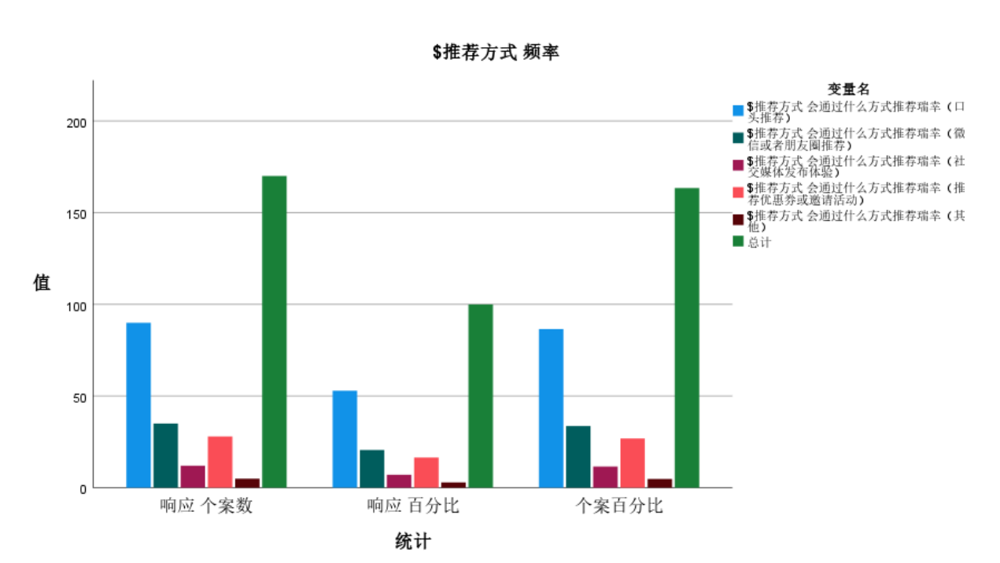 $推荐方式 频率
变量名
$推荐方式 会通过什么方式推荐瑞幸（口
头推荐）
$推荐方式 会通过什么方式推荐瑞幸（微
信或者朋友圈推荐）
$推荐方式 会通过什么方式推荐瑞幸（社
交媒体发布体验）
$推荐方式 会通过什么方式推荐瑞幸（推
荐优惠券或邀请活动）
$推荐方式 会通过什么方式推荐瑞幸（其
他）
总计
值
200
150
100
50
0
响应 个案数
响应 百分比
个案百分比
统计